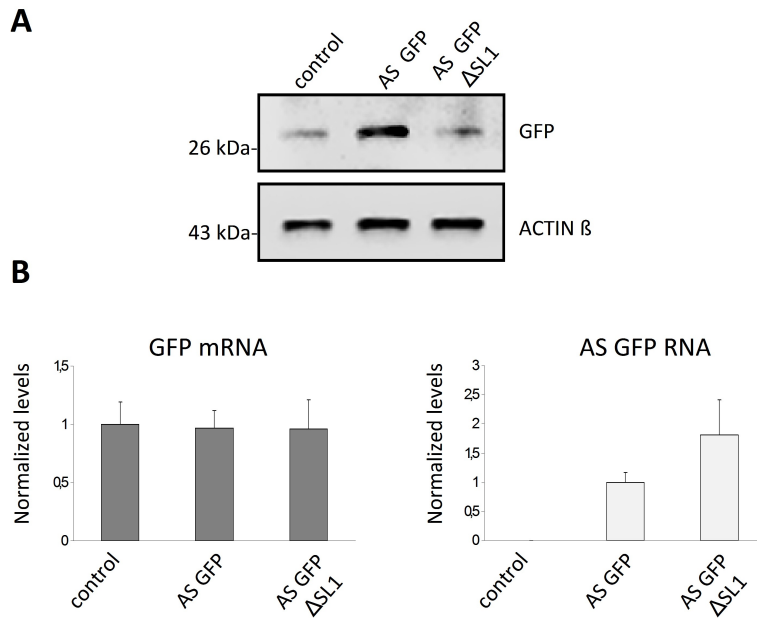 A
control
AS GFP
AS GFP
ΔSL1
GFP
26 kDa-
ACTIN ß
43 kDa-
B
GFP mRNA
Normalized levels
1,5
1
0,5
0
control
AS GFP
AS GFP
ΔSL1
AS GFP RNA
Normalized levels
3
2,5
2
1,5
1
0,5
0
control
AS GFP
AS GFP
ΔSL1